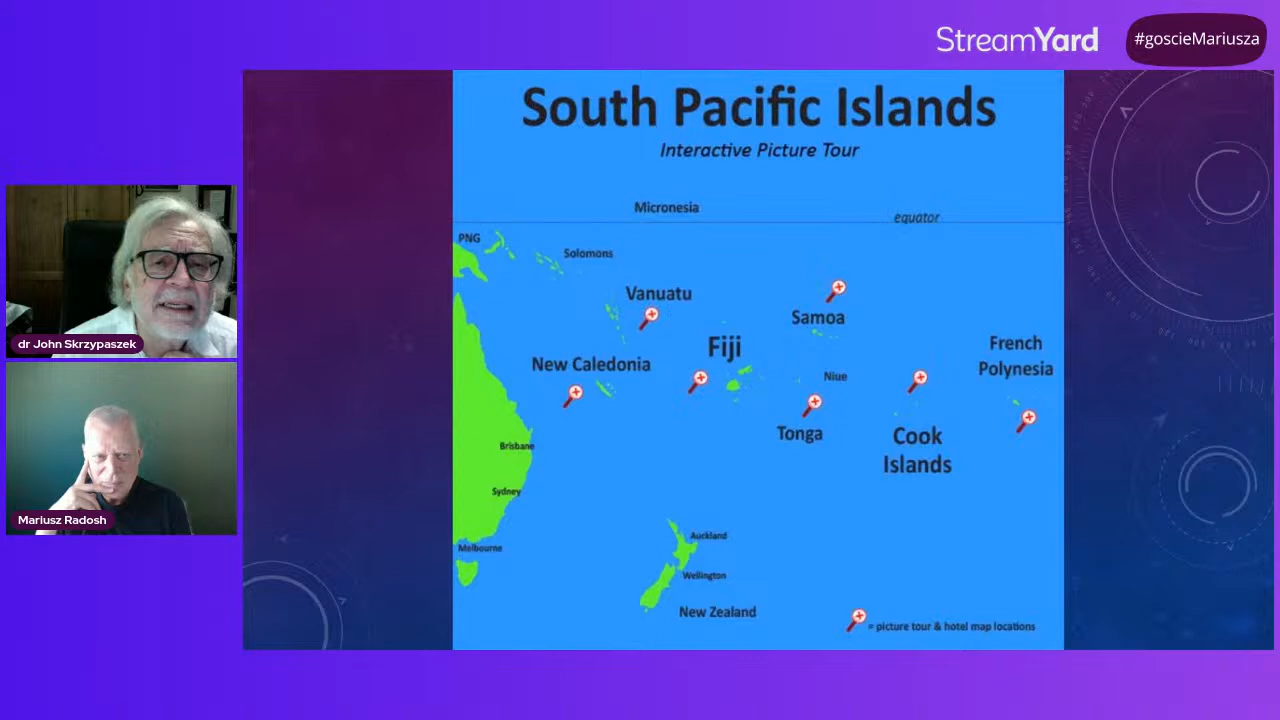 StreamYard
#goscieMariusza
South Pacific Islands
Interactive Picture Tour
Micronesia
equator
PNG
Solomons
Vanuatu
Samoa
Fiji
French
Polynesia
New Caledonia
Niue
Tonga
Cook
Islands
Brisbane
Sydney
Melbourne
Auckland
Wellington
New Zealand
= picture tour & hotel map locations
dr John Skrzypaszek
Mariusz Radosh